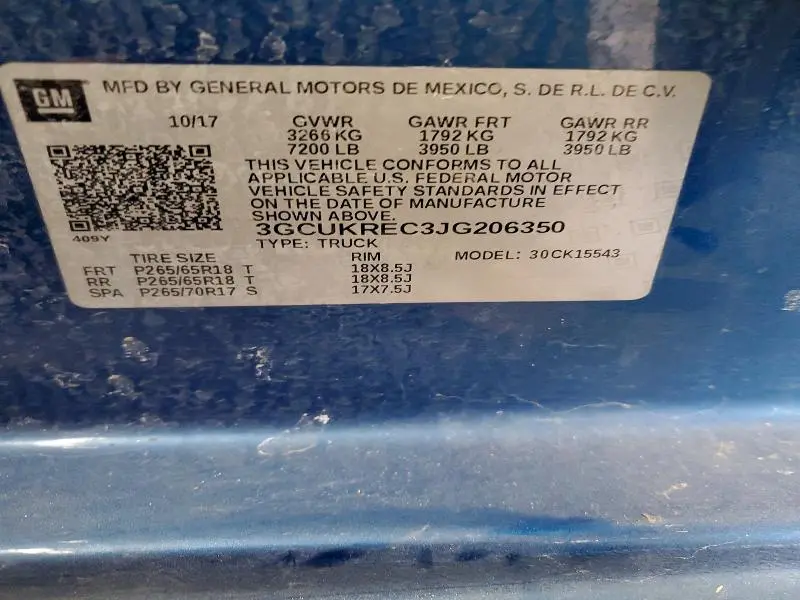 GM MFD BY GENERAL MOTORS DE MEXICO, S. DE R.L. DE C.V.
10/17 GVWR GAWR FRT GAWR RR
3266 KG 1792 KG 1792 KG
7200 LB 3950 LB 3950 LB
THIS VEHICLE CONFORMS TO ALL
APPLICABLE U.S. FEDERAL MOTOR
VEHICLE SAFETY STANDARDS IN EFFECT
ON THE DATE OF MANUFACTURE
SHOWN ABOVE.
409Y 3GCUKREC3JG206350
TYPE: TRUCK MODEL: 30CK15543
TIRE SIZE RIM
FRT P265/65R18 T 18X8.5J
RR P265/65R18 T 18X8.5J
SPA P265/70R17 S 17X7.5J